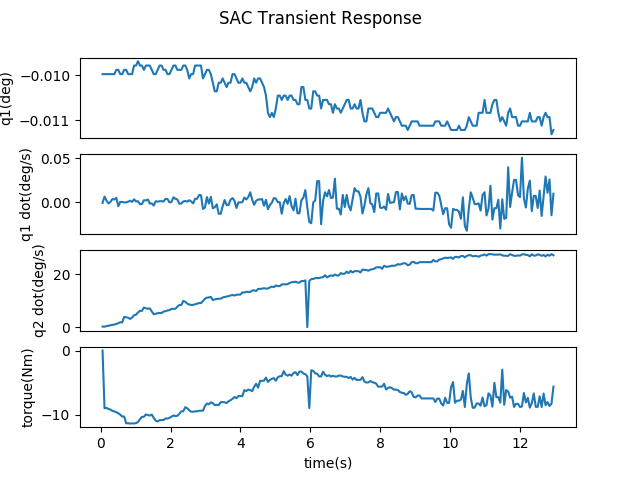 SAC Transient Response
q1(deg)
−0.010
−0.011
q1 dot(deg/s)
0.05
0.00
q2 dot(deg/s)
20
0
torque(Nm)
0
−10
0 2 4 6 8 10 12
time(s)